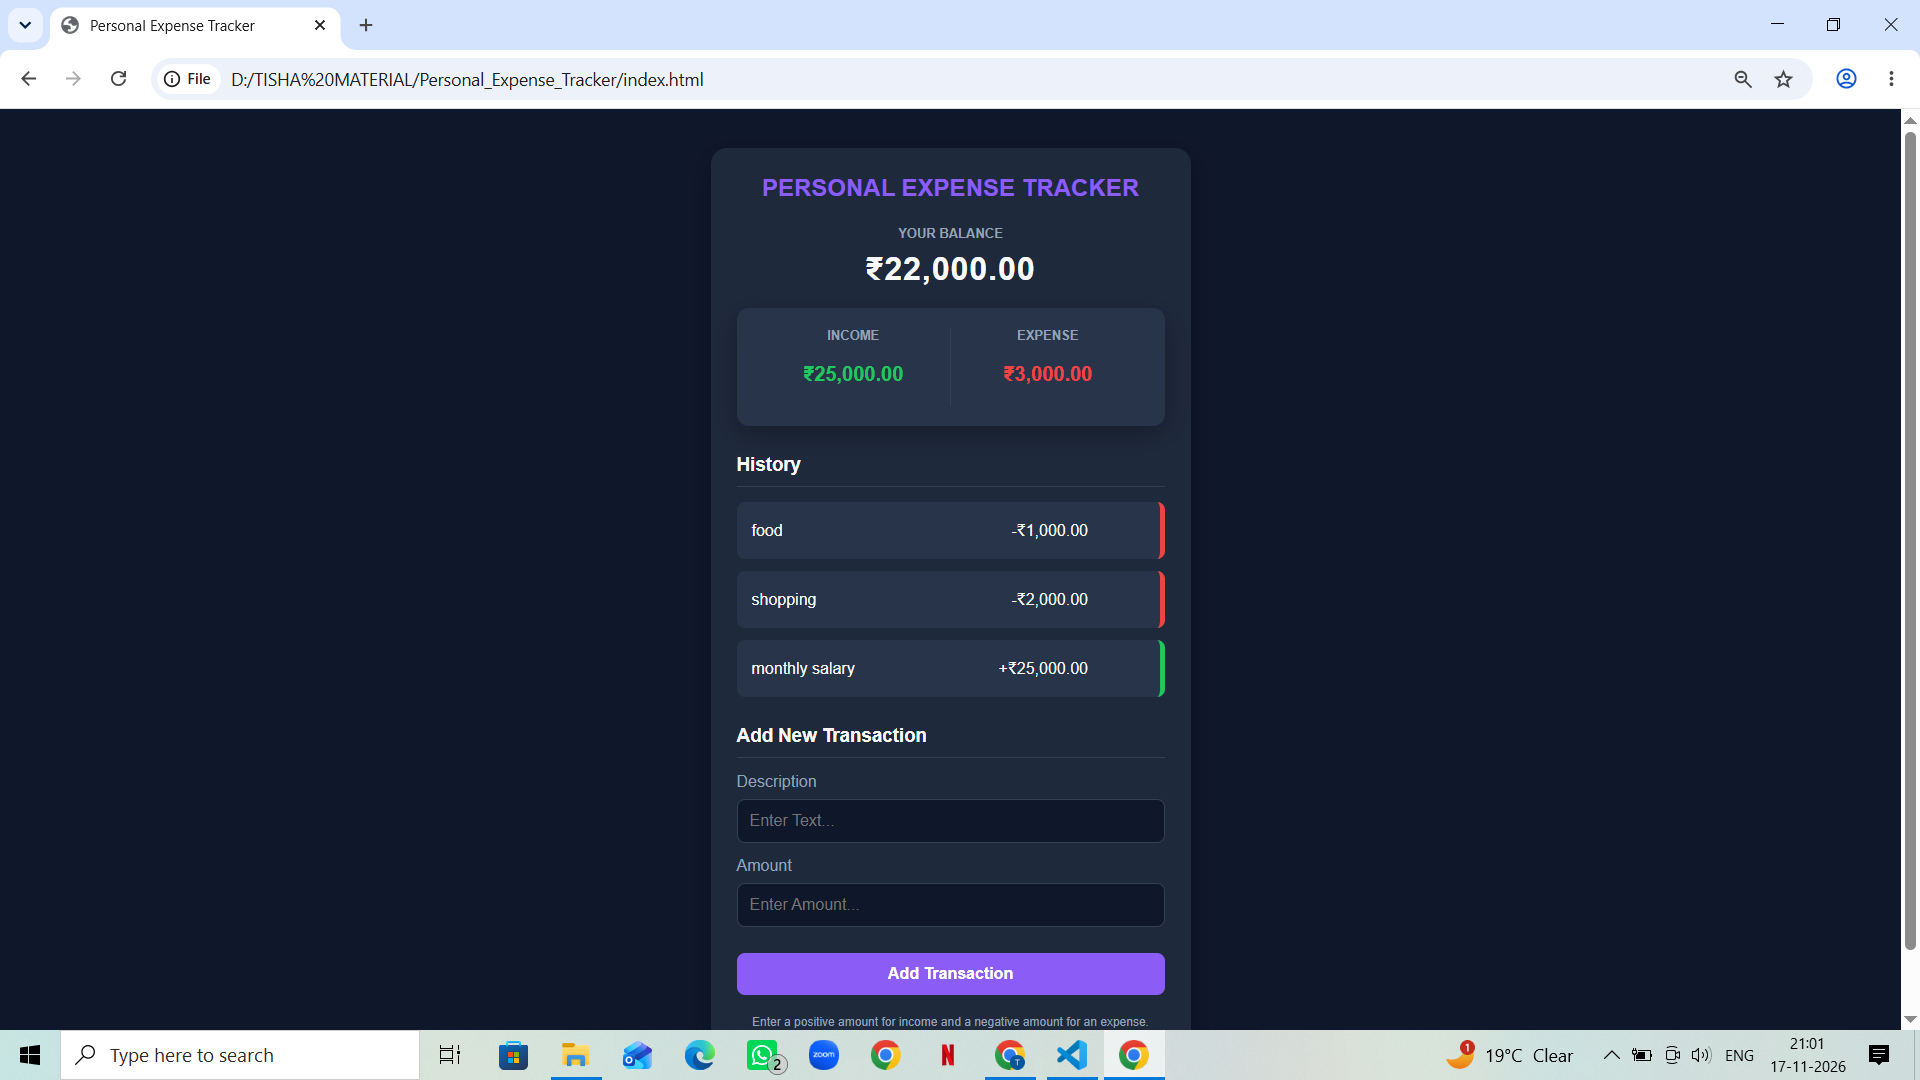 Personal Expense Tracker
File D:/TISHA%20MATERIAL/Personal_Expense_Tracker/index.html
PERSONAL EXPENSE TRACKER
YOUR BALANCE
₹22,000.00
INCOME EXPENSE
₹25,000.00 ₹3,000.00
History
food -₹1,000.00
shopping -₹2,000.00
monthly salary +₹25,000.00
Add New Transaction
Description
Enter Text...
Amount
Enter Amount...
Add Transaction
Enter a positive amount for income and a negative amount for an expense.
Type here to search 2 zoom N T 1 19°C Clear ENG 21:01
17-11-2026